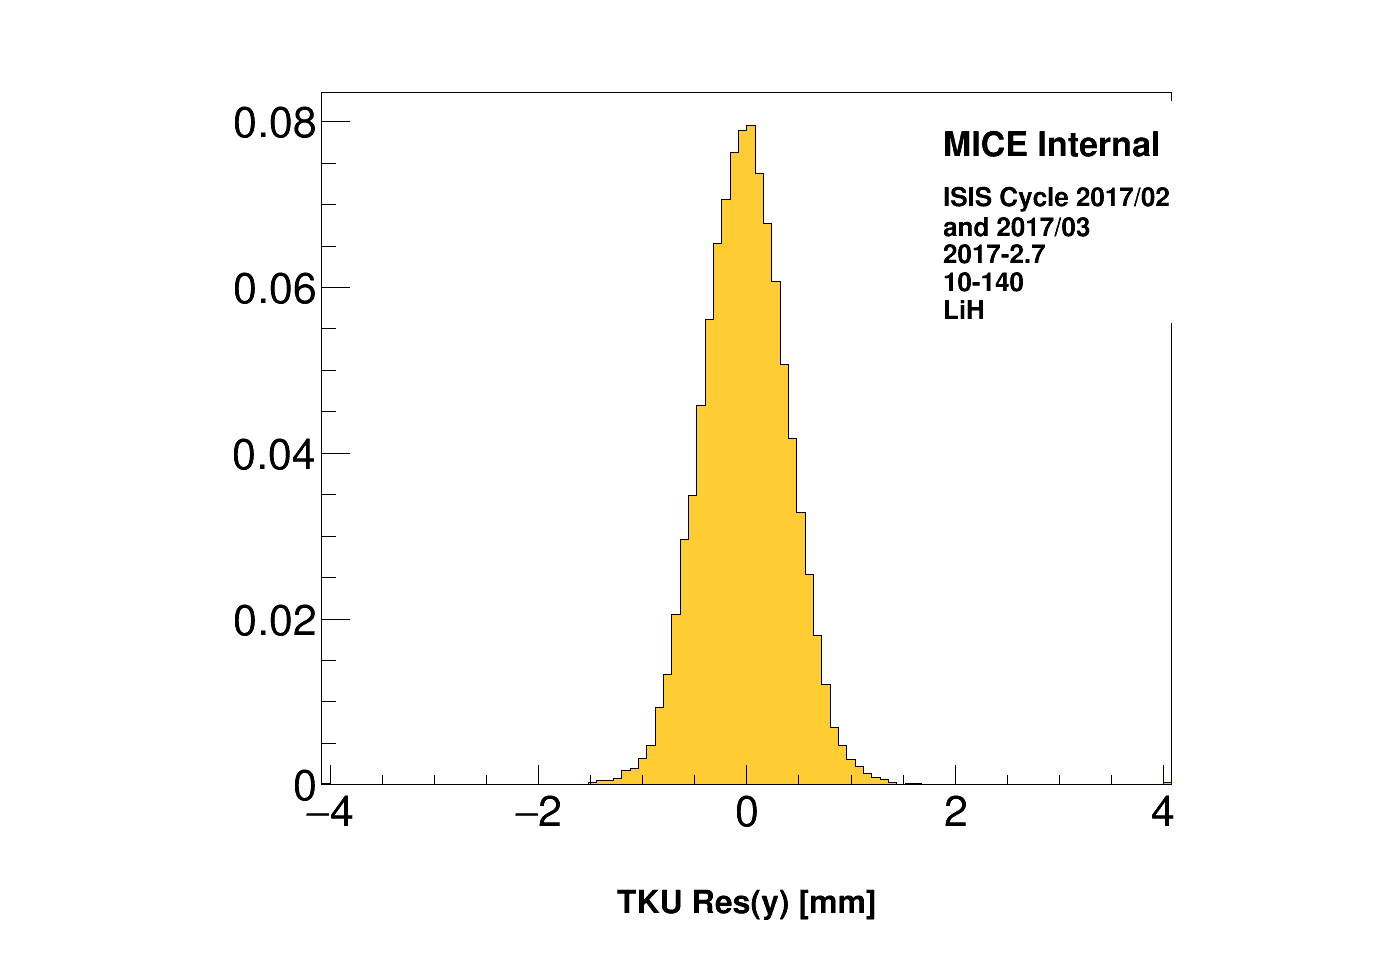 0.08
0.06
0.04
0.02
0
−4
−2
0
2
4
MICE Internal
ISIS Cycle 2017/02
and 2017/03
2017-2.7
10-140
LiH
TKU Res(y) [mm]